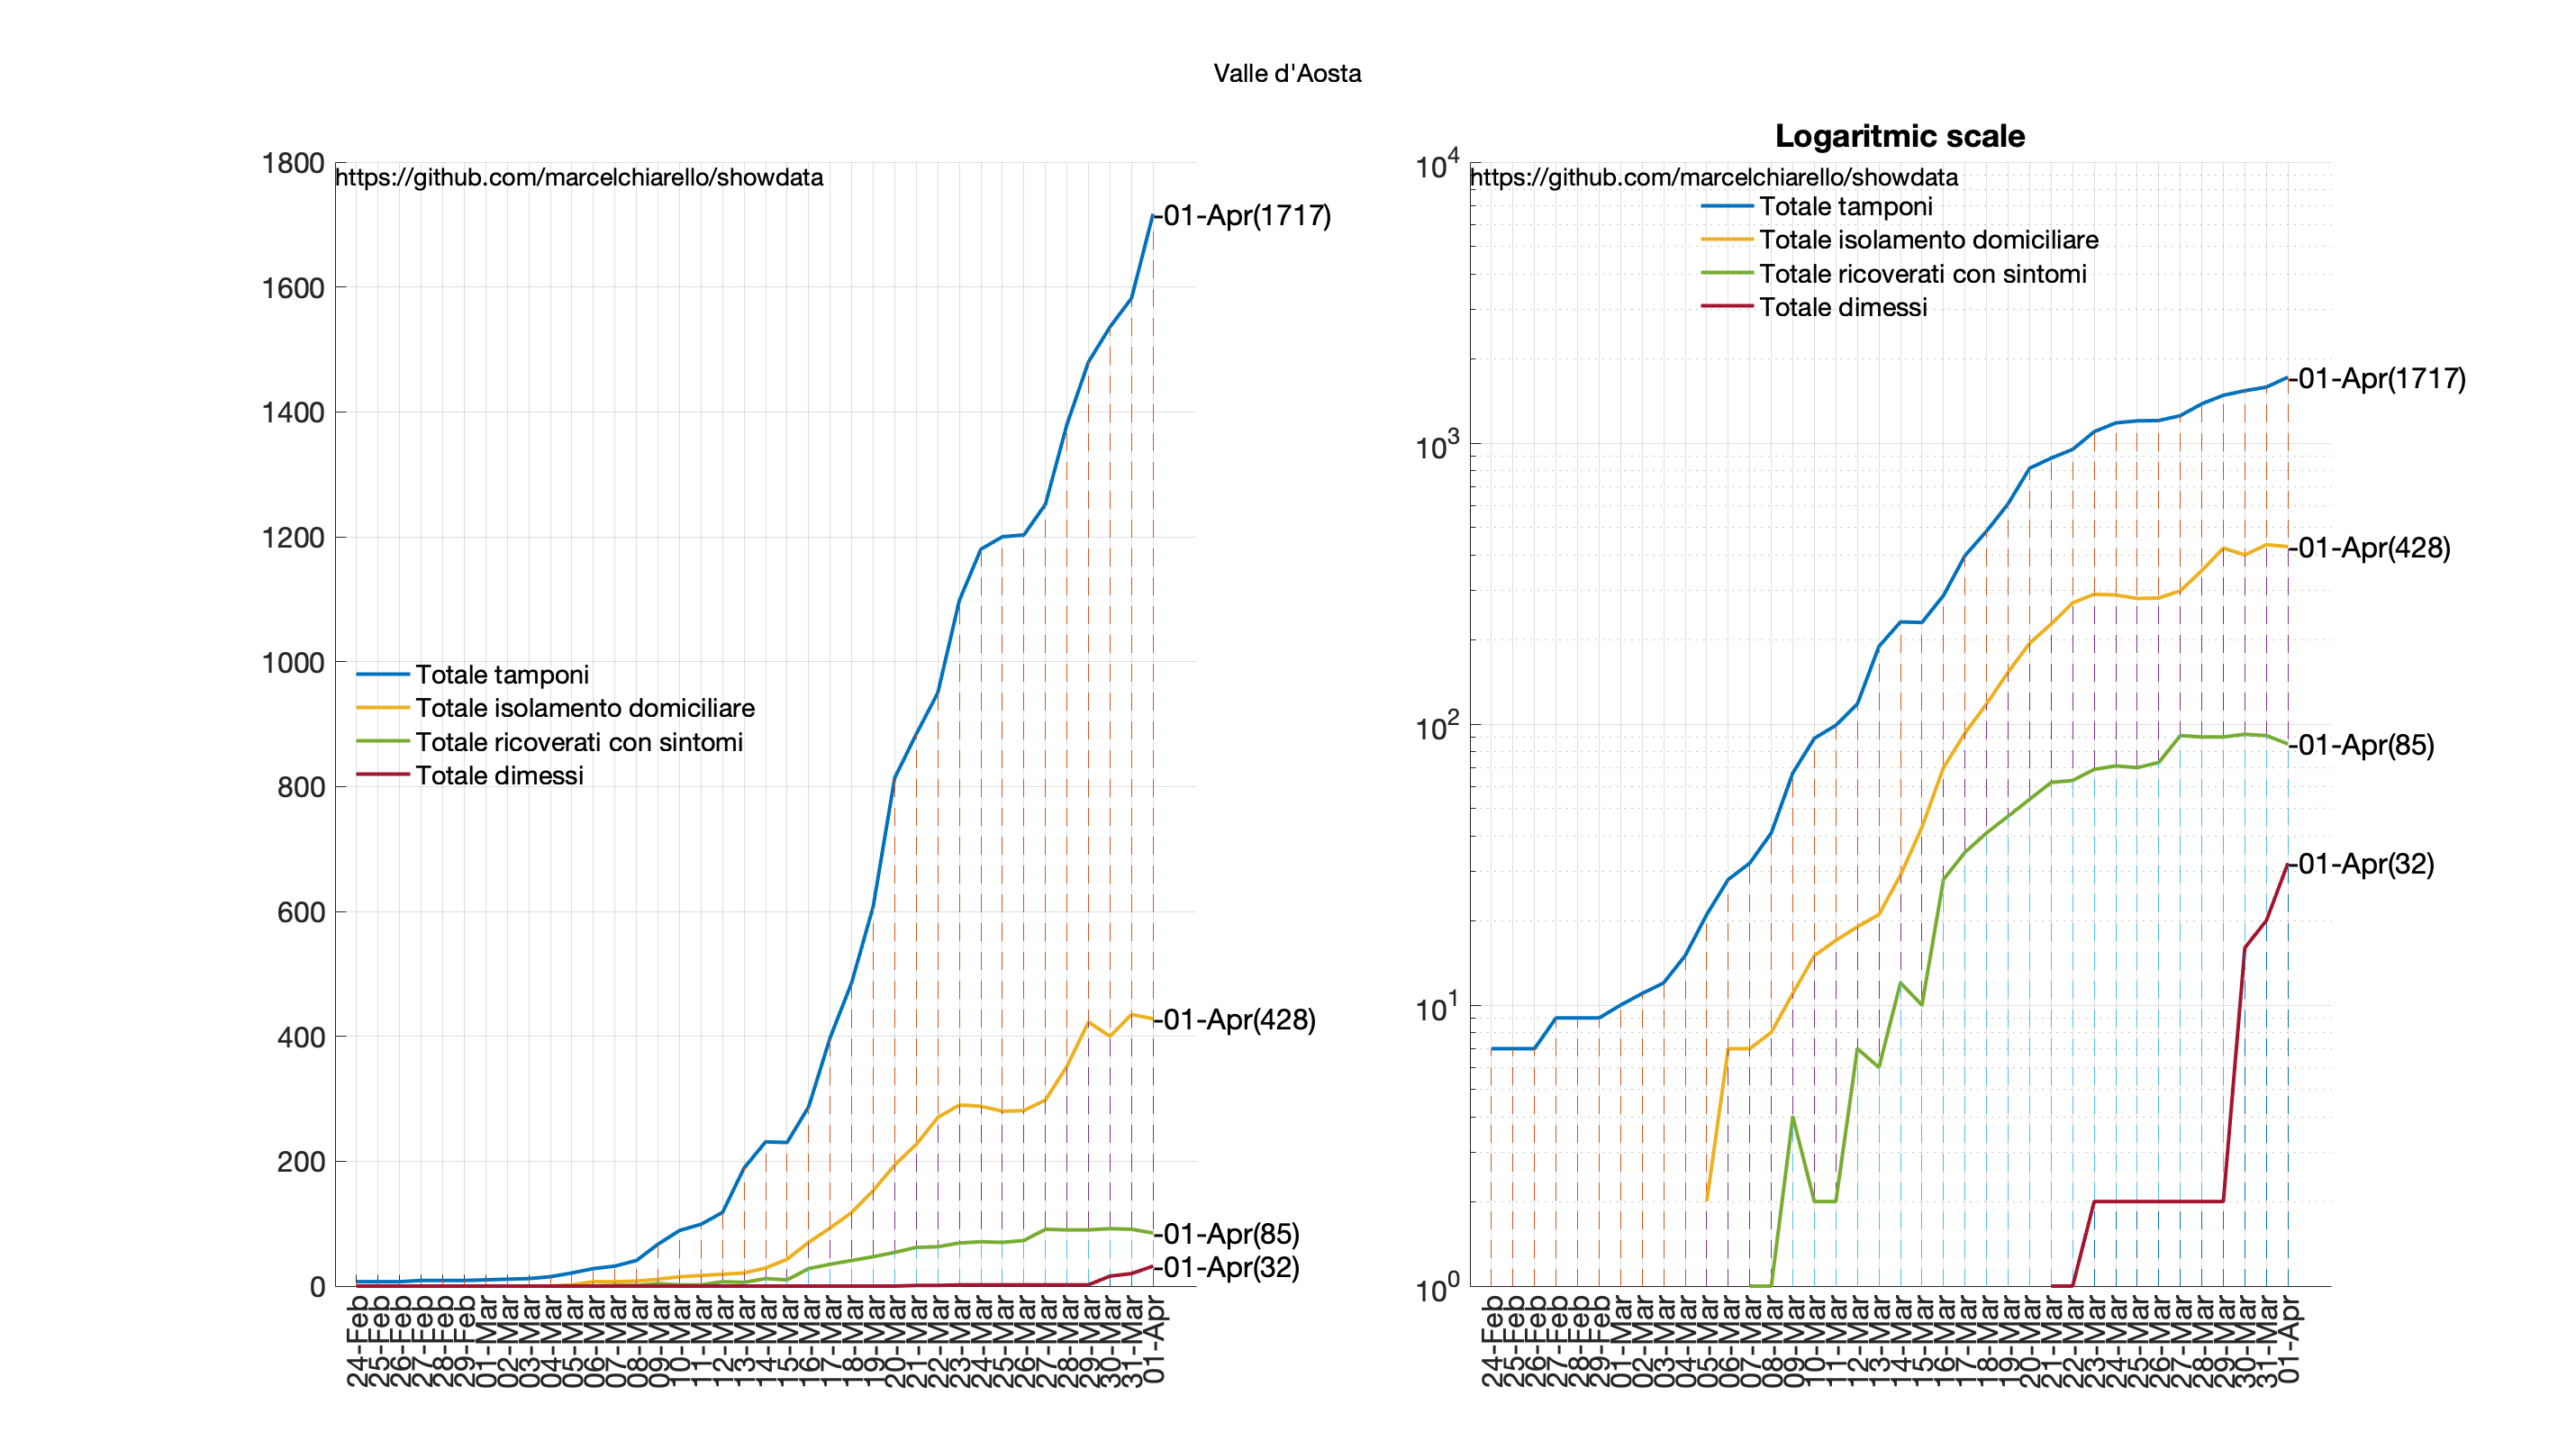 Valle d'Aosta
1800
1600
1400
1200
1000
800
600
400
200
0
https://github.com/marcelchiarello/showdata
-01-Apr(1717)
Totale tamponi
Totale isolamento domiciliare
Totale ricoverati con sintomi
Totale dimessi
-01-Apr(428)
-01-Apr(85)
-01-Apr(32)
24-Feb
25-Feb
26-Feb
27-Feb
28-Feb
29-Feb
01-Mar
02-Mar
03-Mar
04-Mar
05-Mar
06-Mar
07-Mar
08-Mar
09-Mar
10-Mar
11-Mar
12-Mar
13-Mar
14-Mar
15-Mar
16-Mar
17-Mar
18-Mar
19-Mar
20-Mar
21-Mar
22-Mar
23-Mar
24-Mar
25-Mar
26-Mar
27-Mar
28-Mar
29-Mar
30-Mar
31-Mar
01-Apr
Logaritmic scale
10^4
10^3
10^2
10^1
10^0
https://github.com/marcelchiarello/showdata
Totale tamponi
Totale isolamento domiciliare
Totale ricoverati con sintomi
Totale dimessi
-01-Apr(1717)
-01-Apr(428)
-01-Apr(85)
-01-Apr(32)
24-Feb
25-Feb
26-Feb
27-Feb
28-Feb
29-Feb
01-Mar
02-Mar
03-Mar
04-Mar
05-Mar
06-Mar
07-Mar
08-Mar
09-Mar
10-Mar
11-Mar
12-Mar
13-Mar
14-Mar
15-Mar
16-Mar
17-Mar
18-Mar
19-Mar
20-Mar
21-Mar
22-Mar
23-Mar
24-Mar
25-Mar
26-Mar
27-Mar
28-Mar
29-Mar
30-Mar
31-Mar
01-Apr